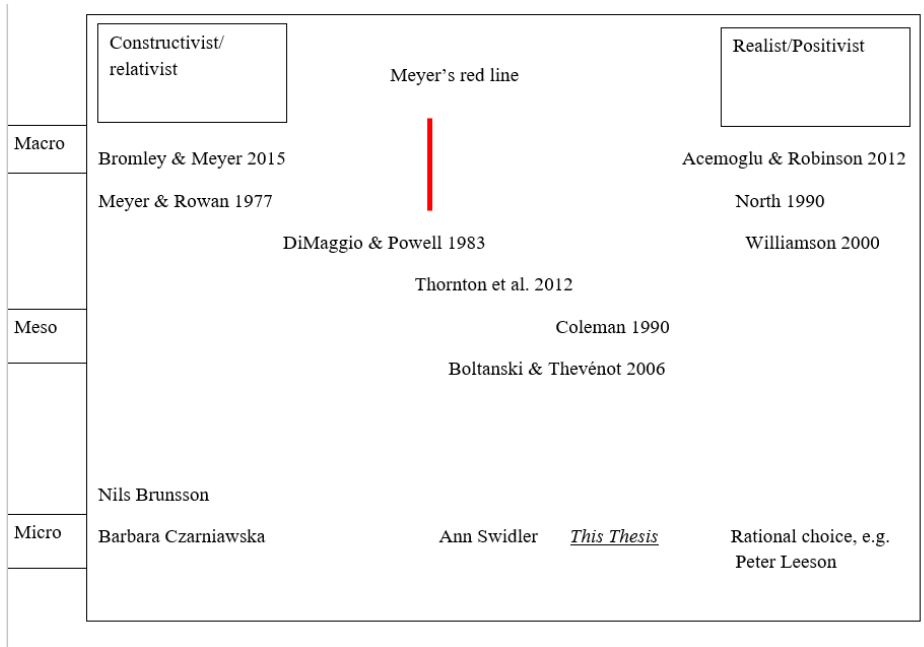 Constructivist/
relativist
Meyer’s red line
Realist/Positivist
Macro
Bromley & Meyer 2015
Acemoglu & Robinson 2012
Meyer & Rowan 1977
North 1990
DiMaggio & Powell 1983
Williamson 2000
Thornton et al. 2012
Meso
Coleman 1990
Boltanski & Thevénot 2006
Nils Brunsson
Micro
Barbara Czarniawska
Ann Swidler
This Thesis
Rational choice, e.g.
Peter Leeson